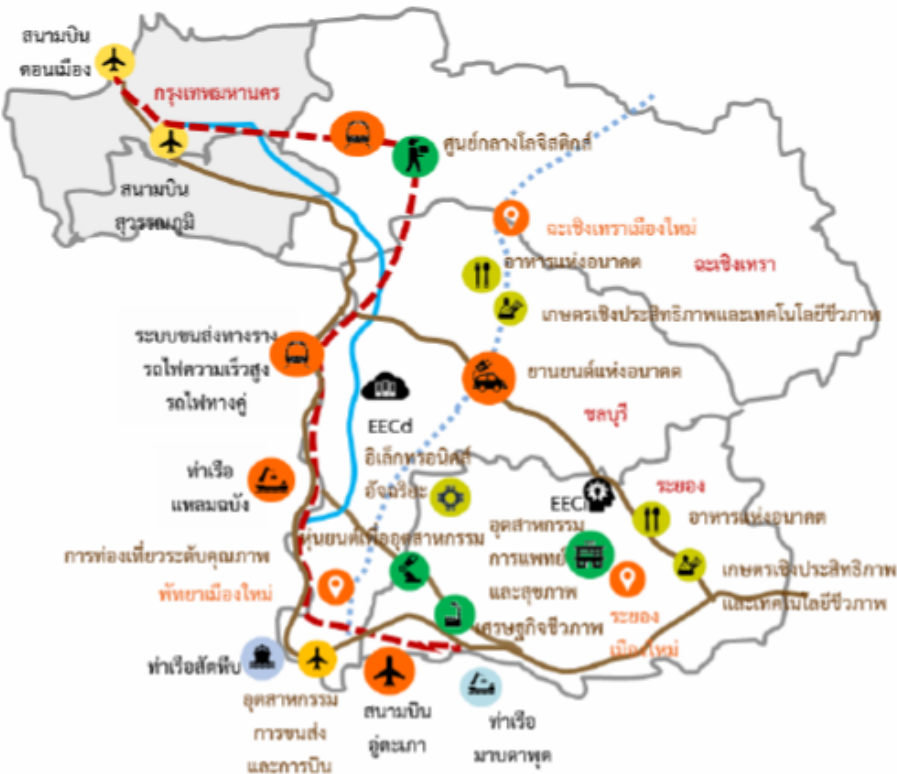 สนามบิน
ดอนเมือง
กรุงเทพมหานคร
ศูนย์กลางโลจิสติกส์
สนามบิน
สุวรรณภูมิ
ฉะเชิงเทราเมืองใหม่
อาหารแห่งอนาคต
ฉะเชิงเทรา
เกษตรเชิงประสิทธิภาพและเทคโนโลยีชีวภาพ
ระบบขนส่งทางราง
รถไฟความเร็วสูง
รถไฟทางคู่
ยานยนต์แห่งอนาคต
ชลบุรี
EECd
อิเล็กทรอนิคส์
อัจฉริยะ
ท่าเรือ
แหลมฉบัง
EECi
ระยอง
อาหารแห่งอนาคต
อุตสาหกรรม
การแพทย์
และสุขภาพ
หุ่นยนต์เพื่ออุตสาหกรรม
การท่องเที่ยวระดับคุณภาพ
พัทยาเมืองใหม่
เกษตรเชิงประสิทธิภาพ
และเทคโนโลยีชีวภาพ
ระยอง
เมืองใหม่
เศรษฐกิจชีวภาพ
ท่าเรือสัตหีบ
อุตสาหกรรม
การขนส่ง
และการบิน
สนามบิน
อู่ตะเภา
ท่าเรือ
มาบตาพุด